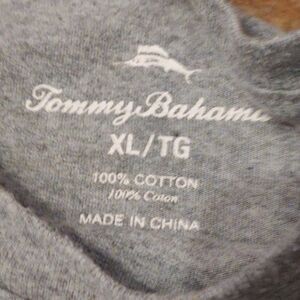 Tommy Bahama
XL/TG
100% COTTON
100% Coton
MADE IN CHINA